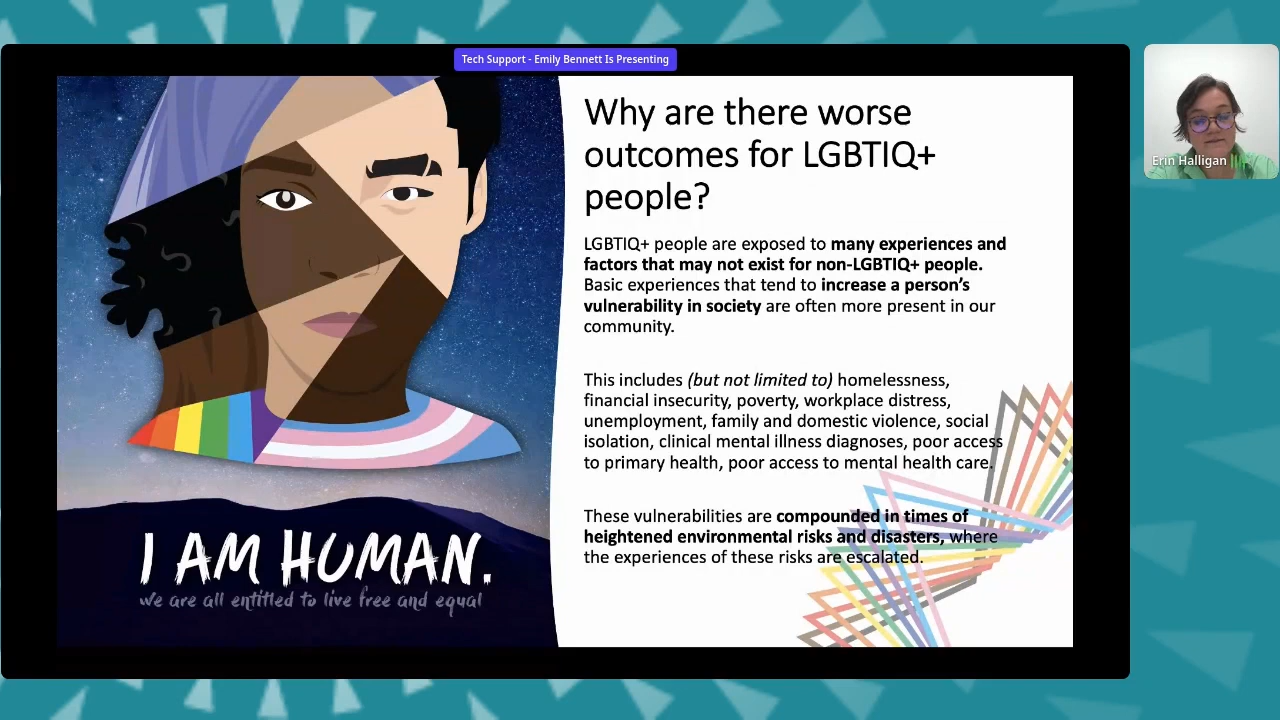 Tech Support - Emily Bennett Is Presenting
Why are there worse
outcomes for LGBTIQ+
people?
LGBTIQ+ people are exposed to many experiences and
factors that may not exist for non-LGBTIQ+ people.
Basic experiences that tend to increase a person's
vulnerability in society are often more present in our
community.
This includes (but not limited to) homelessness,
financial insecurity, poverty, workplace distress,
unemployment, family and domestic violence, social
isolation, clinical mental illness diagnoses, poor access
to primary health, poor access to mental health care.
These vulnerabilities are compounded in times of
heightened environmental risks and disasters, where
the experiences of these risks are escalated.
I AM HUMAN.
we are all entitled to live free and equal
Erin Halligan